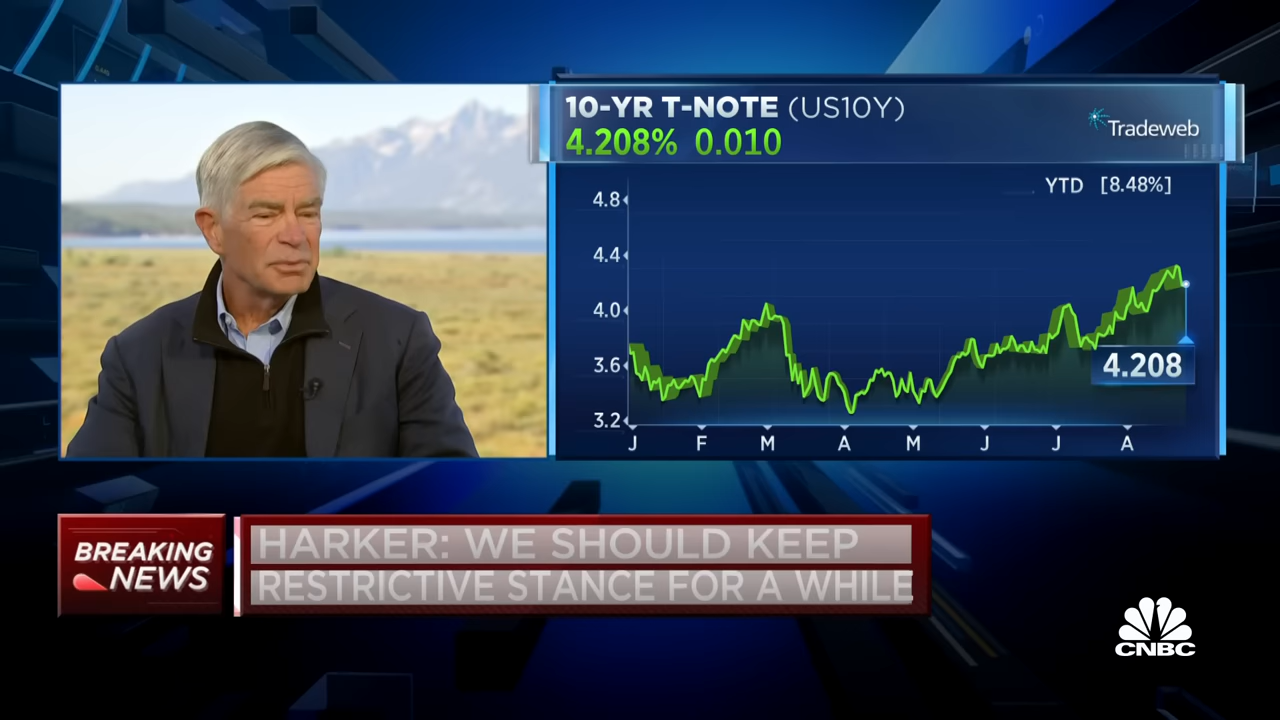 10-YR T-NOTE (US10Y)
4.208% 0.010
Tradeweb
YTD [8.48%]
4.8
4.4
4.0
3.6
3.2
4.208
J F M A M J J A
BREAKING
NEWS
HARKER: WE SHOULD KEEP
RESTRICTIVE STANCE FOR A WHILE
CNBC